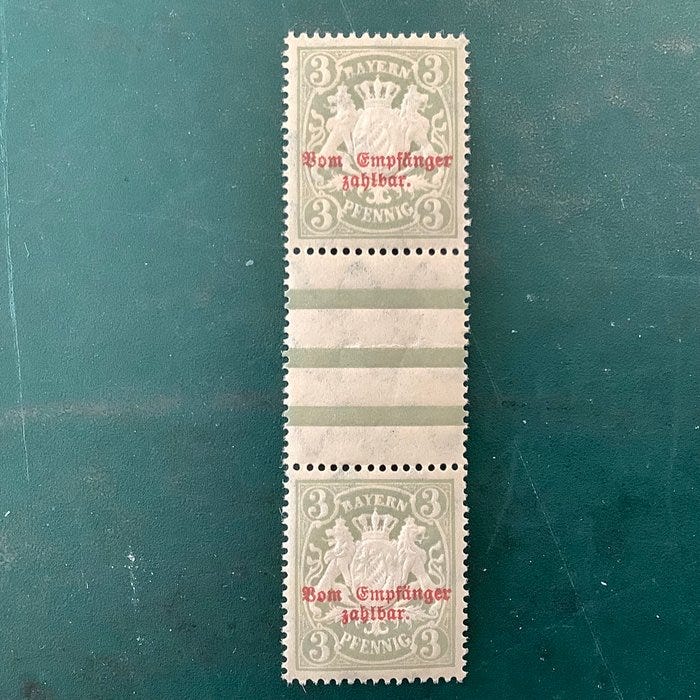 3 3
BAYERN
Vom Empfänger
zahlbar.
3 3
PFENNIG
3 3
BAYERN
Vom Empfänger
zahlbar.
3 3
PFENNIG